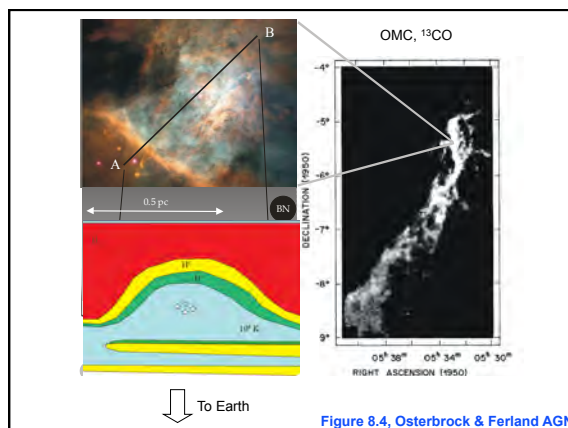 OMC, ¹³CO
B
A
0.5 pc
BN
H⁺
10⁴ K
To Earth
-4°
-5°
-6°
-7°
-8°
-9°
DECLINATION (1950)
05ʰ 38ᵐ 05ʰ 34ᵐ 05ʰ 30ᵐ
RIGHT ASCENSION (1950)
Figure 8.4, Osterbrock & Ferland AGN